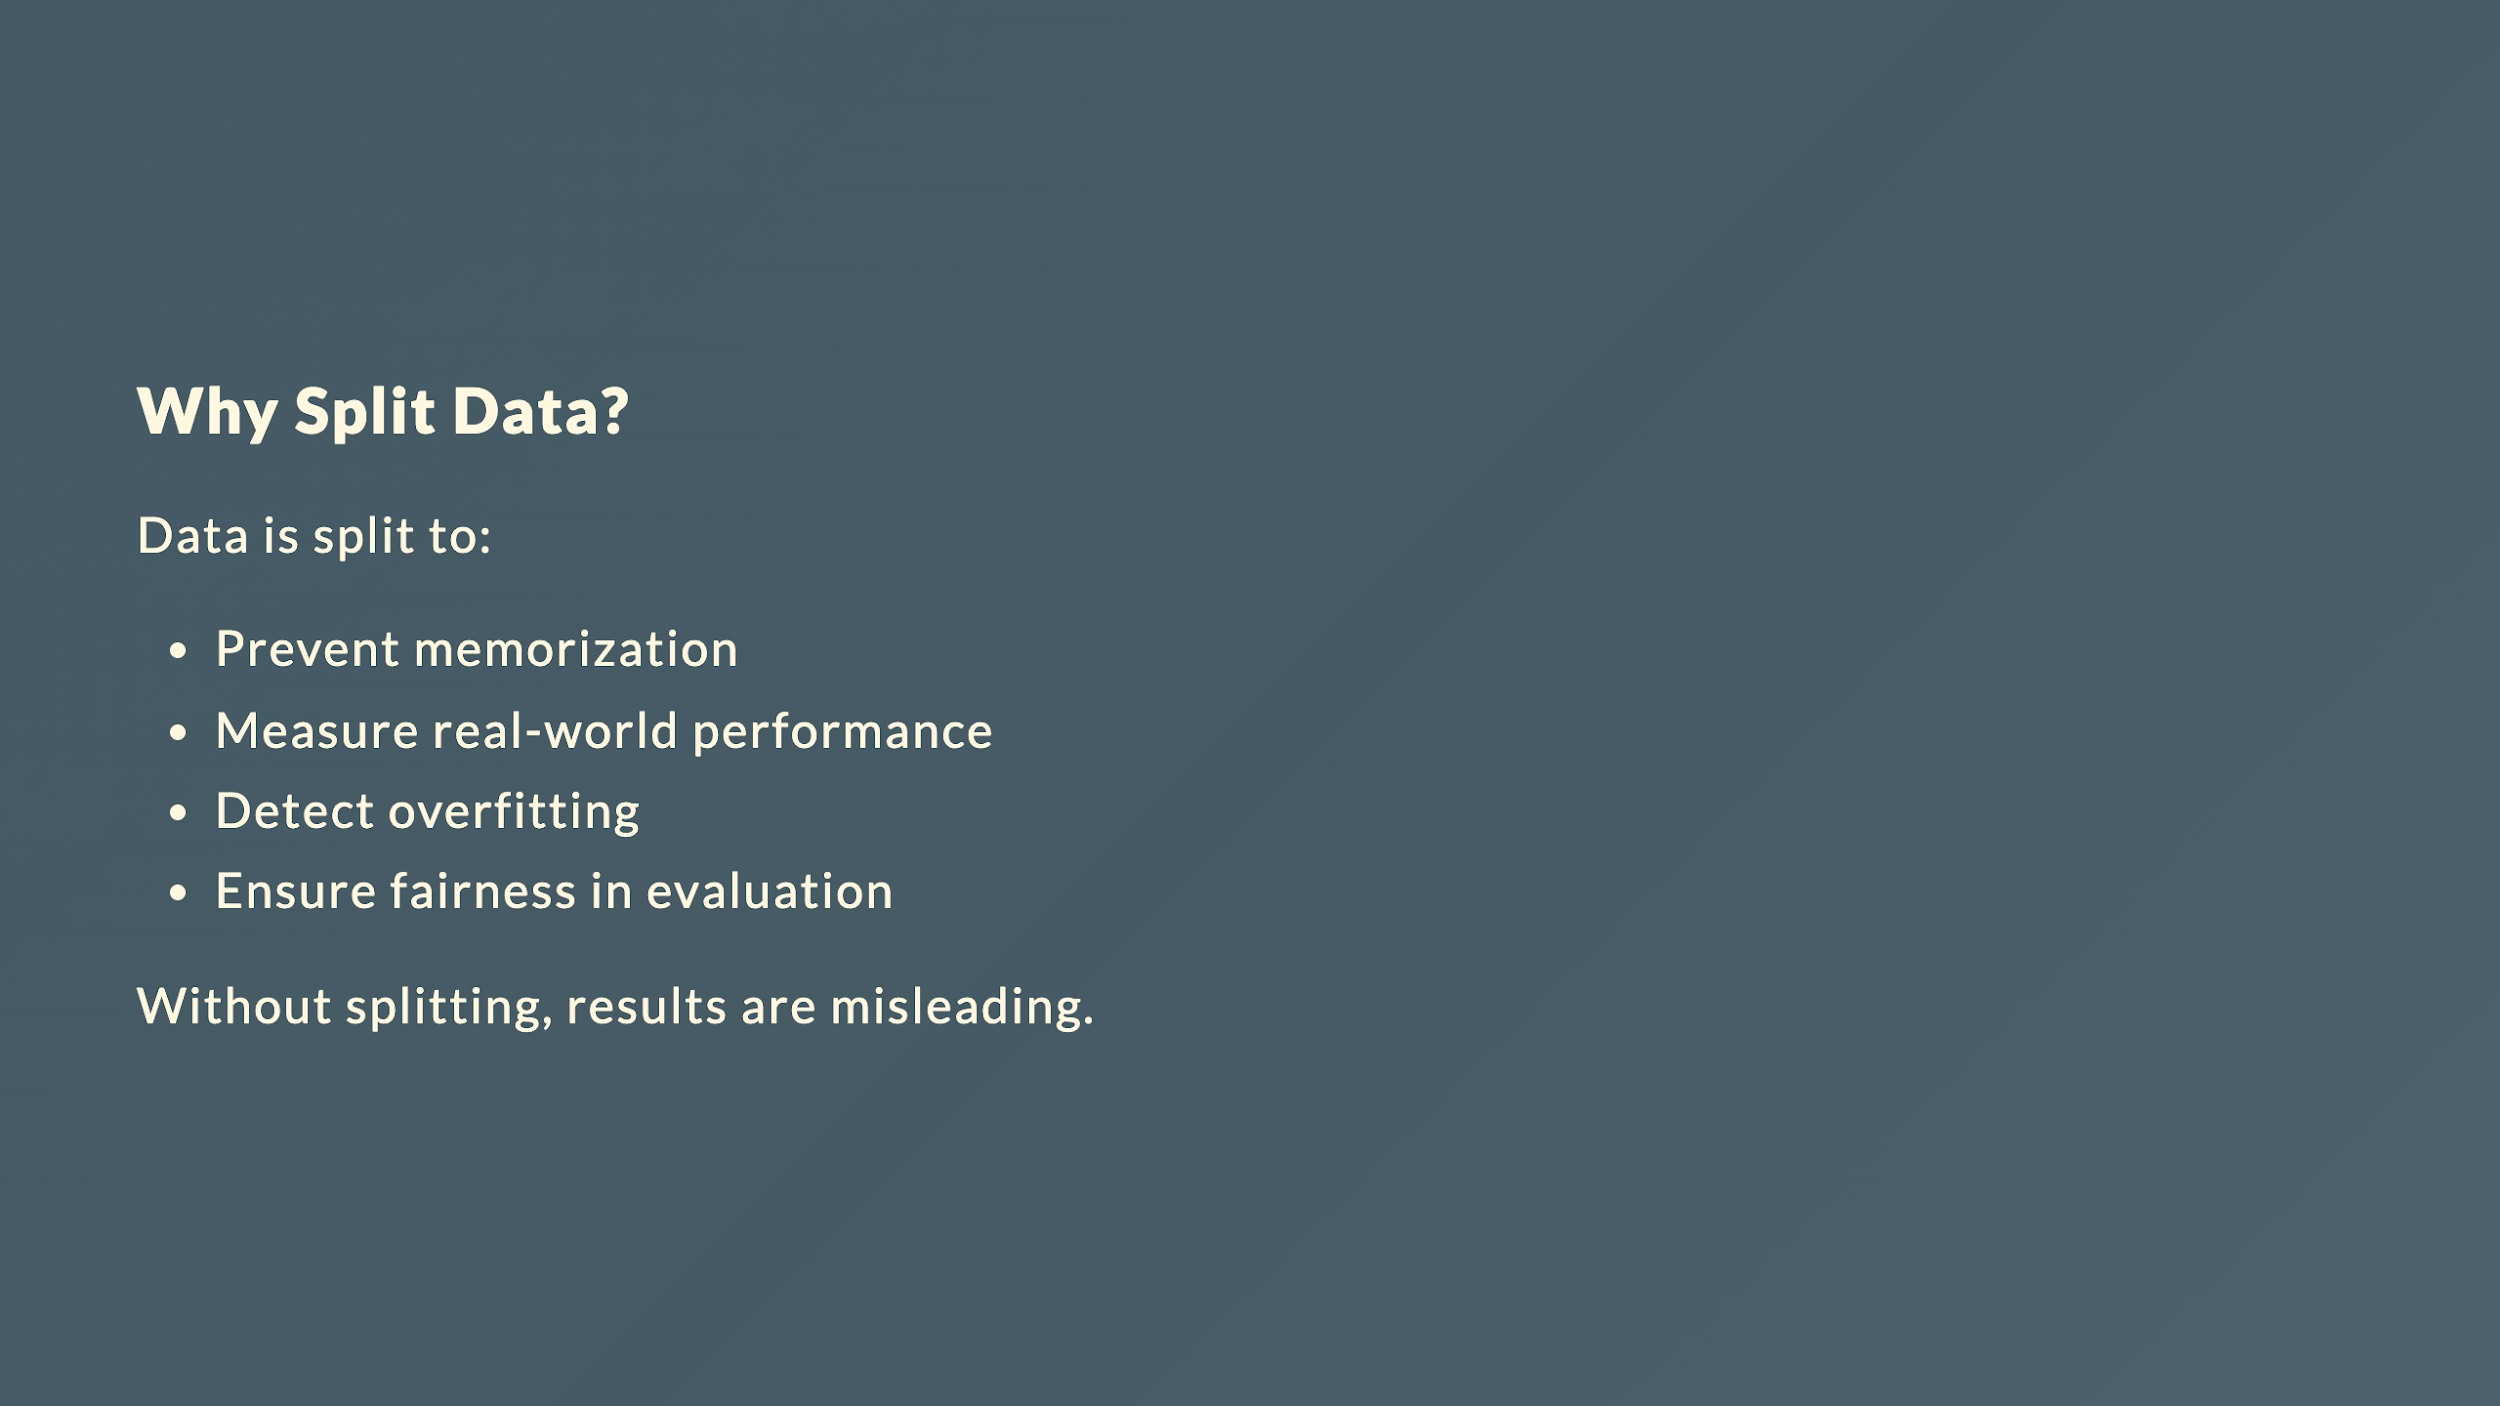 Why Split Data?
Data is split to:
• Prevent memorization
• Measure real-world performance
• Detect overfitting
• Ensure fairness in evaluation
Without splitting, results are misleading.